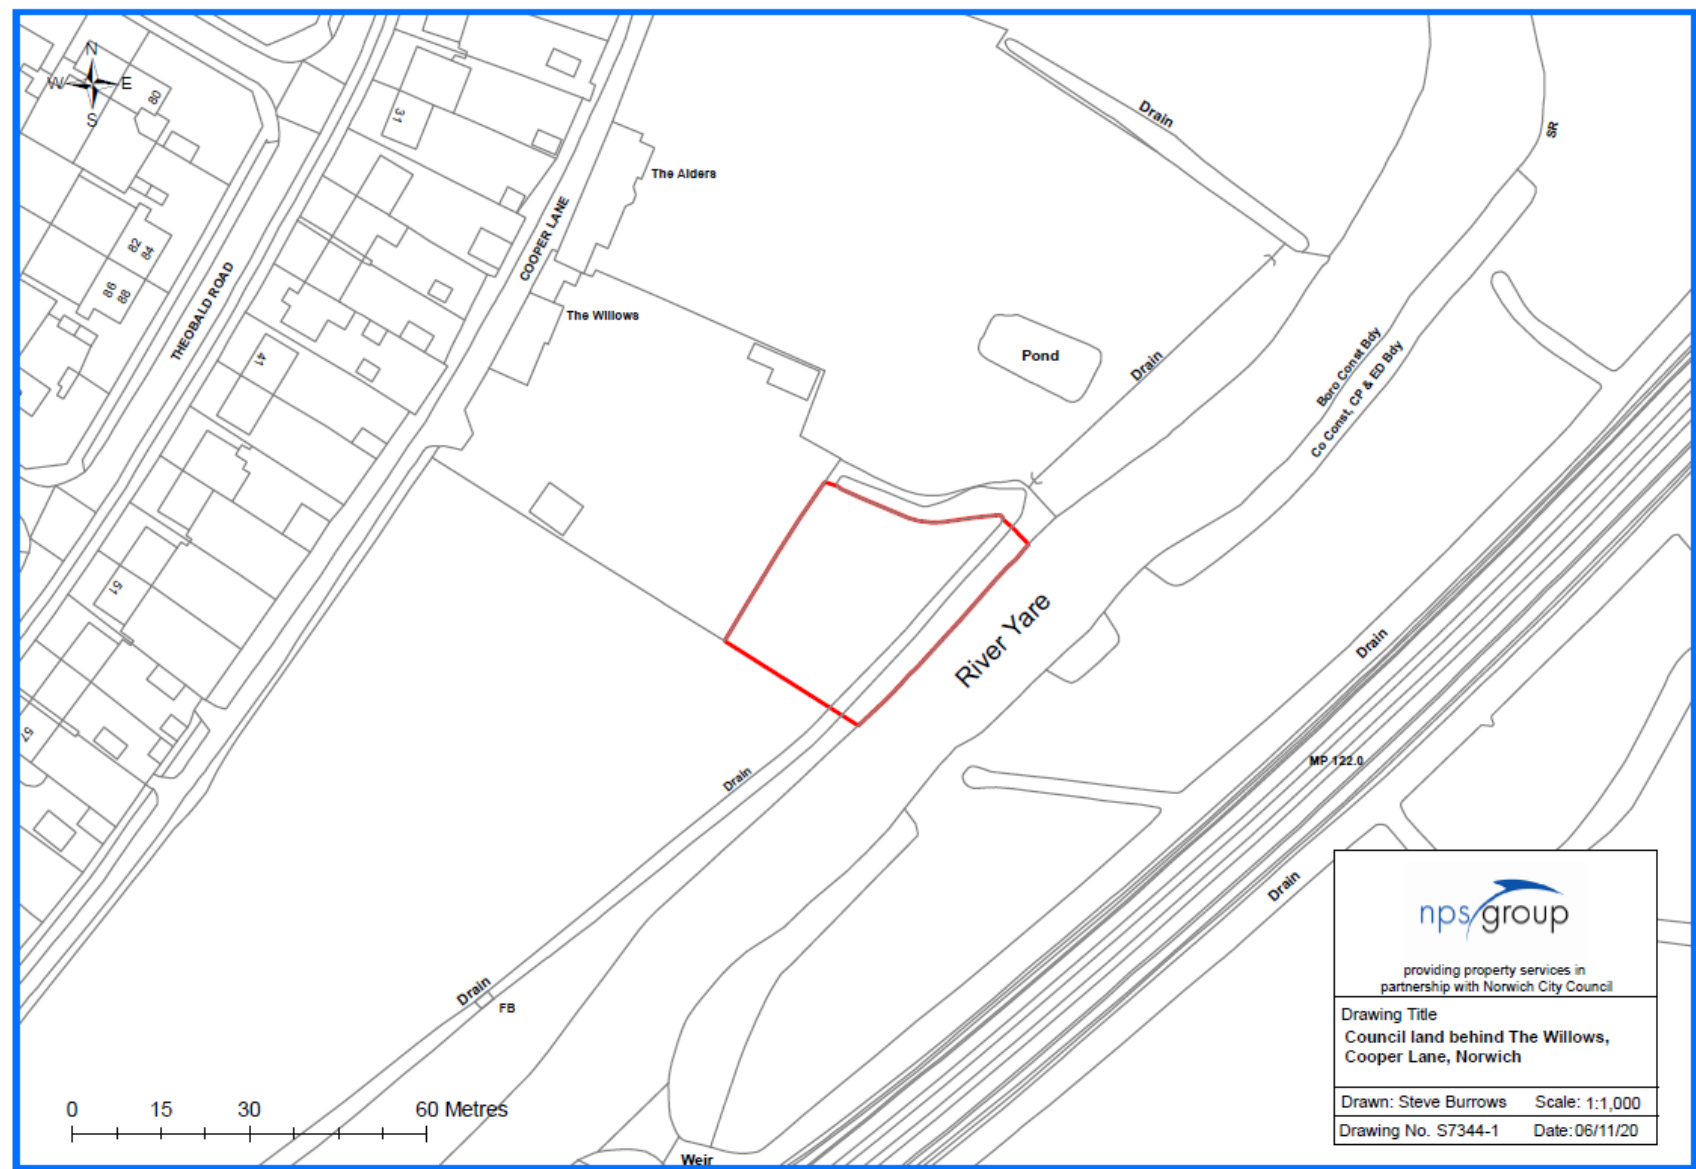 N
W E
S
80
31
The Alders
Drain
SR
COOPER LANE
82
84
86
88
THEOBALD ROAD
The Willows
Pond
Drain
Boro Const Bdy
Co Const, CP & ED Bdy
41
51
River Yare
Drain
57
MP 122.0
Drain
Drain
Drain
FB
Weir
0 15 30 60 Metres
nps group
providing property services in
partnership with Norwich City Council
Drawing Title
Council land behind The Willows,
Cooper Lane, Norwich
Drawn: Steve Burrows Scale: 1:1,000
Drawing No. S7344-1 Date: 06/11/20